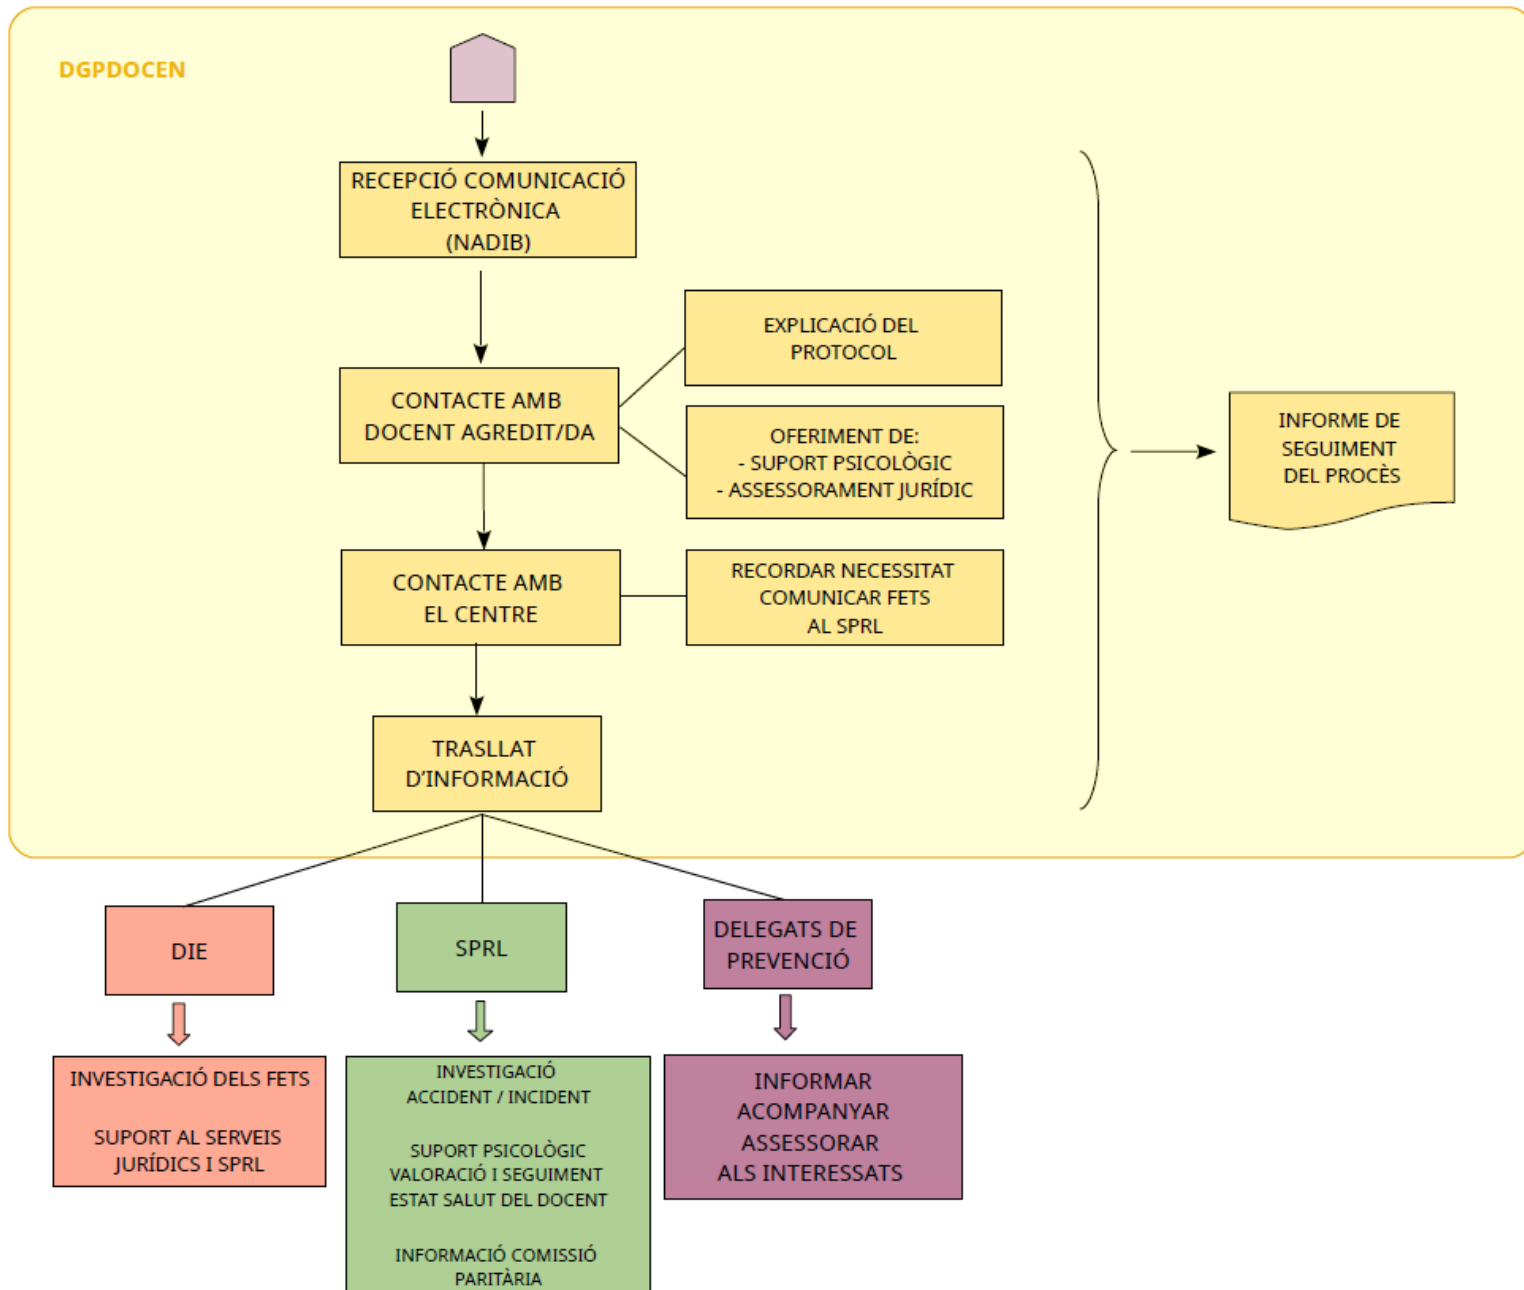 DGPDOCEN
RECEPCIÓ COMUNICACIÓ
ELECTRÒNICA
(NADIB)
EXPLICACIÓ DEL
PROTOCOL
CONTACTE AMB
DOCENT AGREDIT/DA
OFERIMENT DE:
- SUPORT PSICOLÒGIC
- ASSESSORAMENT JURÍDIC
INFORME DE
SEGUIMENT
DEL PROCÈS
CONTACTE AMB
EL CENTRE
RECORDAR NECESSITAT
COMUNICAR FETS
AL SPRL
TRASLLAT
D'INFORMACIÓ
DIE
SPRL
DELEGATS DE
PREVENCIÓ
INVESTIGACIÓ DELS FETS
SUPORT AL SERVEIS
JURÍDICS I SPRL
INVESTIGACIÓ
ACCIDENT / INCIDENT
SUPORT PSICOLÒGIC
VALORACIÓ I SEGUIMENT
ESTAT SALUT DEL DOCENT
INFORMACIÓ COMISSIÓ
PARITÀRIA
INFORMAR
ACOMPANYAR
ASSESSORAR
ALS INTERESSATS